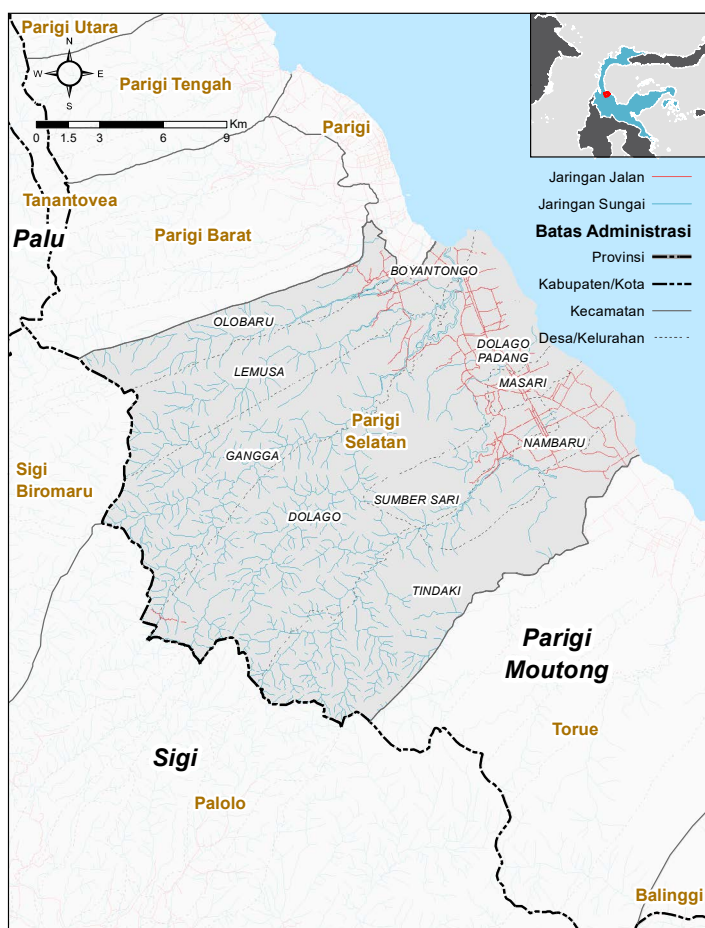 Parigi Utara
N
W
E
S
Parigi Tengah
0 1.5 3 6 9
Km
Parigi
Tanantovea
Palu
Parigi Barat
Jaringan Jalan
Jaringan Sungai
Batas Administrasi
Provinsi
Kabupaten/Kota
Kecamatan
Desa/Kelurahan
BOYANTONGO
OLOBARU
DOLAGO
PADANG
LEMUSA
MASARI
Parigi
Selatan
NAMBARU
GANGGA
Sigi
Biromaru
SUMBER SARI
DOLAGO
TINDAKI
Parigi
Moutong
Torue
Sigi
Palolo
Balinggi